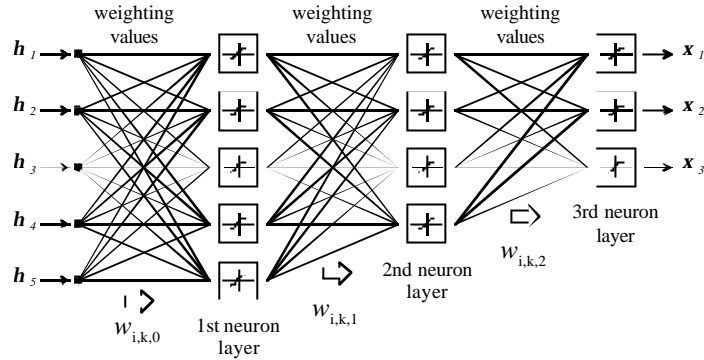 weighting values
weighting values
weighting values
h 1
h 2
h 3
h 4
h 5
x 1
x 2
x 3
w i,k,0
1st neuron
layer
w i,k,1
2nd neuron
layer
w i,k,2
3rd neuron
layer